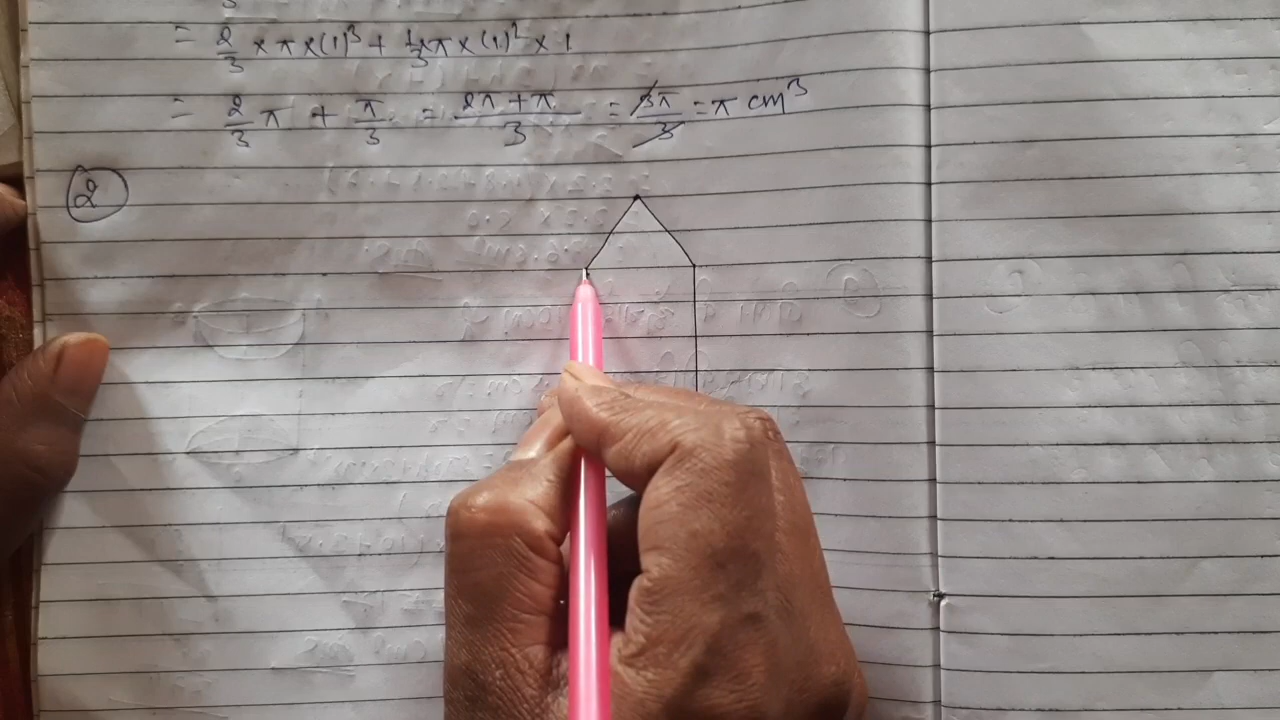 = 2/3 × π × (1)³ + 1/3 × π × (1)² × 1
= 2/3 π + π/3 = 2π + π/3 = 3π/3 = π cm³
2